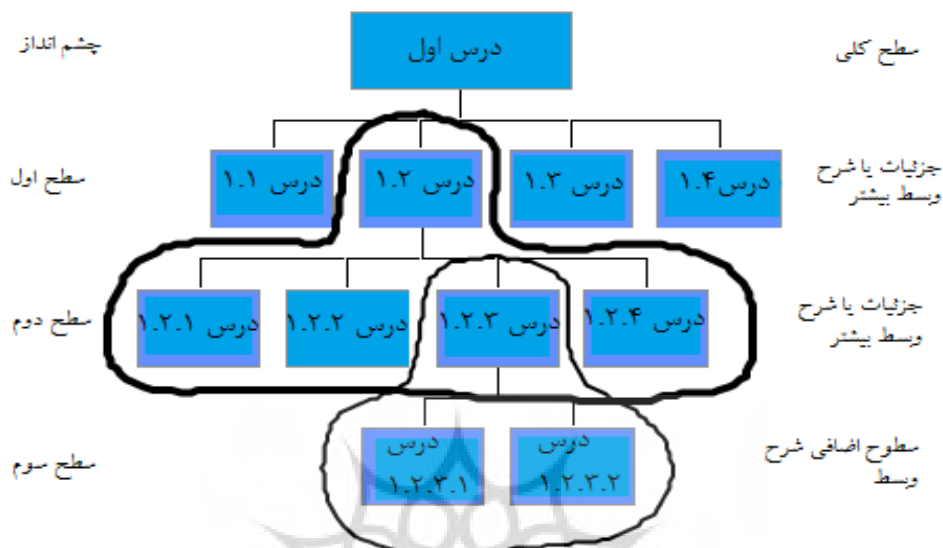 سطح کلی
درس اول
چشم انداز
جزئیات یا شرح
وسط بیشتر
درس۱.۴
درس ۱.۳
درس ۱.۲
درس ۱.۱
سطح اول
جزئیات یا شرح
وسط بیشتر
درس ۱.۲.۴
درس ۱.۲.۳
درس ۱.۲.۲
درس ۱.۲.۱
سطح دوم
سطوح اضافی شرح
وسط
درس
۱.۲.۳.۲
درس
۱.۲.۳.۱
سطح سوم